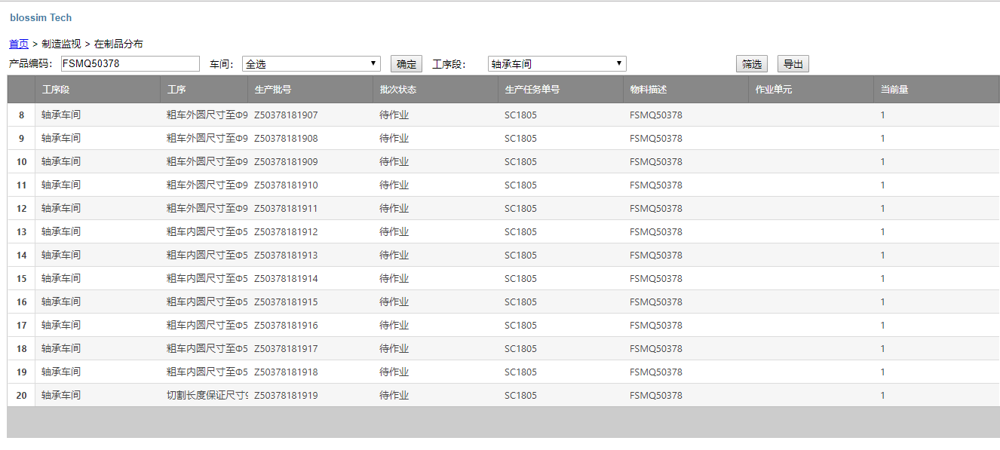 blossim Tech
首页 > 制造监视 > 在制品分布
产品编码: FSMQ50378 车间: 全选 确定 工序段: 轴承车间 筛选 导出
工序段 工序 生产批号 批次状态 生产任务单号 物料描述 作业单元 当前量
8 轴承车间 粗车外圆尺寸至Φ9 Z50378181907 待作业 SC1805 FSMQ50378 1
9 轴承车间 粗车外圆尺寸至Φ9 Z50378181908 待作业 SC1805 FSMQ50378 1
10 轴承车间 粗车外圆尺寸至Φ9 Z50378181909 待作业 SC1805 FSMQ50378 1
11 轴承车间 粗车外圆尺寸至Φ9 Z50378181910 待作业 SC1805 FSMQ50378 1
12 轴承车间 粗车外圆尺寸至Φ9 Z50378181911 待作业 SC1805 FSMQ50378 1
13 轴承车间 粗车内圆尺寸至Φ5 Z50378181912 待作业 SC1805 FSMQ50378 1
14 轴承车间 粗车内圆尺寸至Φ5 Z50378181913 待作业 SC1805 FSMQ50378 1
15 轴承车间 粗车内圆尺寸至Φ5 Z50378181914 待作业 SC1805 FSMQ50378 1
16 轴承车间 粗车内圆尺寸至Φ5 Z50378181915 待作业 SC1805 FSMQ50378 1
17 轴承车间 粗车内圆尺寸至Φ5 Z50378181916 待作业 SC1805 FSMQ50378 1
18 轴承车间 粗车内圆尺寸至Φ5 Z50378181917 待作业 SC1805 FSMQ50378 1
19 轴承车间 粗车内圆尺寸至Φ5 Z50378181918 待作业 SC1805 FSMQ50378 1
20 轴承车间 切割长度保证尺寸9 Z50378181919 待作业 SC1805 FSMQ50378 1